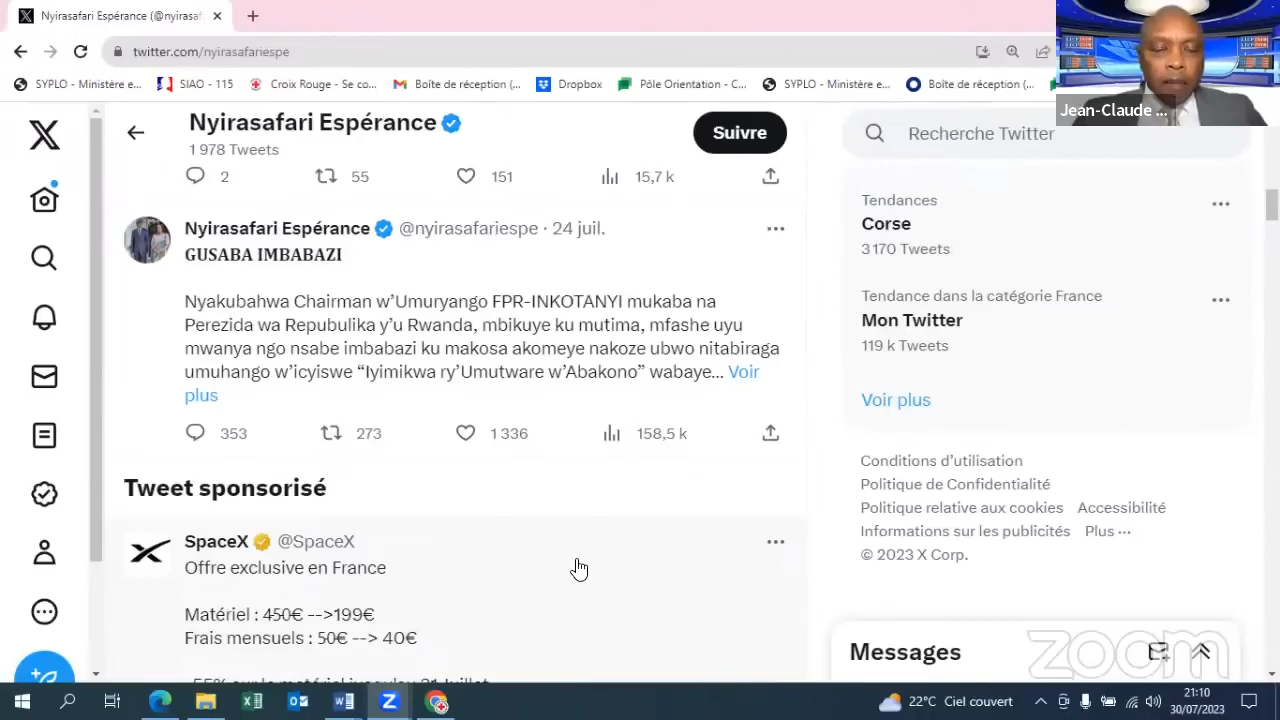 Nyirasafari Espérance (@nyirasaf
twitter.com/nyirasafariespe
SYPLO - Ministère e...
SIAO - 115
Croix Rouge - Se co...
Boîte de réception (...
Dropbox
Pôle Orientation - C...
SYPLO - Ministère e...
Boîte de réception (...
Jean-Claude ...
Nyirasafari Espérance
1 978 Tweets
Suivre
Recherche Twitter
2 55 151 15,7 k
Nyirasafari Espérance @nyirasafariespe · 24 juil.
GUSABA IMBABAZI
Nyakubahwa Chairman w'Umuryango FPR-INKOTANYI mukaba na
Perezida wa Repubulika y'u Rwanda, mbikuye ku mutima, mfashe uyu
mwanya ngo nsabe imbabazi ku makosa akomeye nakoze ubwo nitabiraga
umuhango w'icyiswe “Iyimikwa ry'Umutware w'Abakono” wabaye... Voir
plus
353 273 1 336 158,5 k
Tweet sponsorisé
SpaceX @SpaceX
Offre exclusive en France
Matériel : 450€ -->199€
Frais mensuels : 50€ --> 40€
Tendances
Corse
3 170 Tweets
Tendance dans la catégorie France
Mon Twitter
119 k Tweets
Voir plus
Conditions d'utilisation
Politique de Confidentialité
Politique relative aux cookies Accessibilité
Informations sur les publicités Plus ···
© 2023 X Corp.
Messages
zoom
22°C Ciel couvert
21:10
30/07/2023